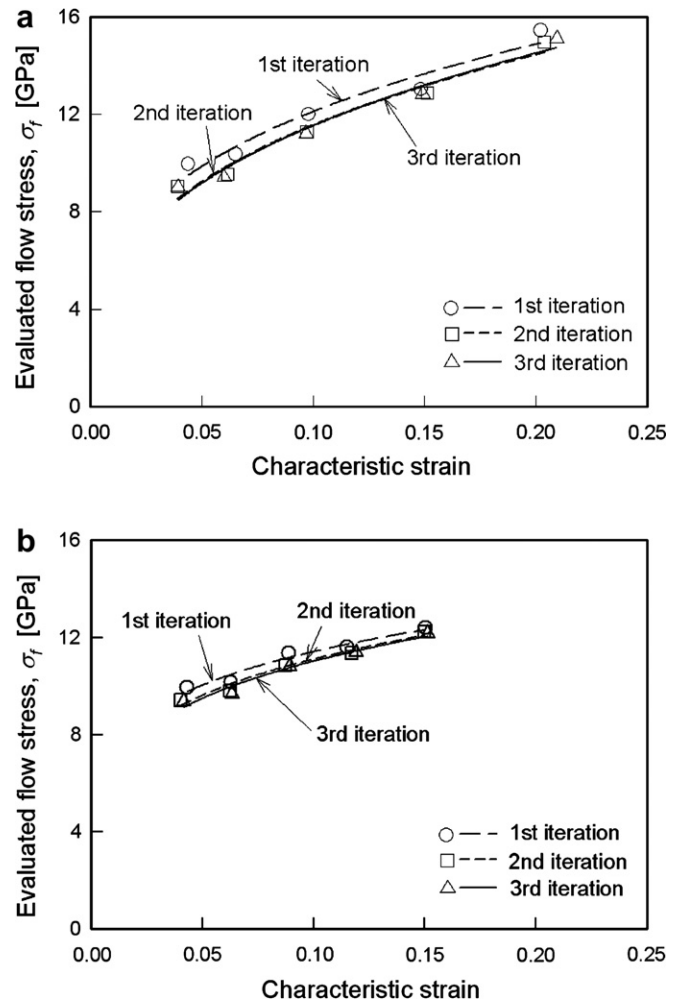 a
16
12
8
4
0
Evaluated flow stress, σf [GPa]
1st iteration
2nd iteration
3rd iteration
1st iteration
2nd iteration
3rd iteration
0.00 0.05 0.10 0.15 0.20 0.25
Characteristic strain
b
16
12
8
4
0
Evaluated flow stress, σf [GPa]
1st iteration
2nd iteration
3rd iteration
1st iteration
2nd iteration
3rd iteration
0.00 0.05 0.10 0.15 0.20 0.25
Characteristic strain